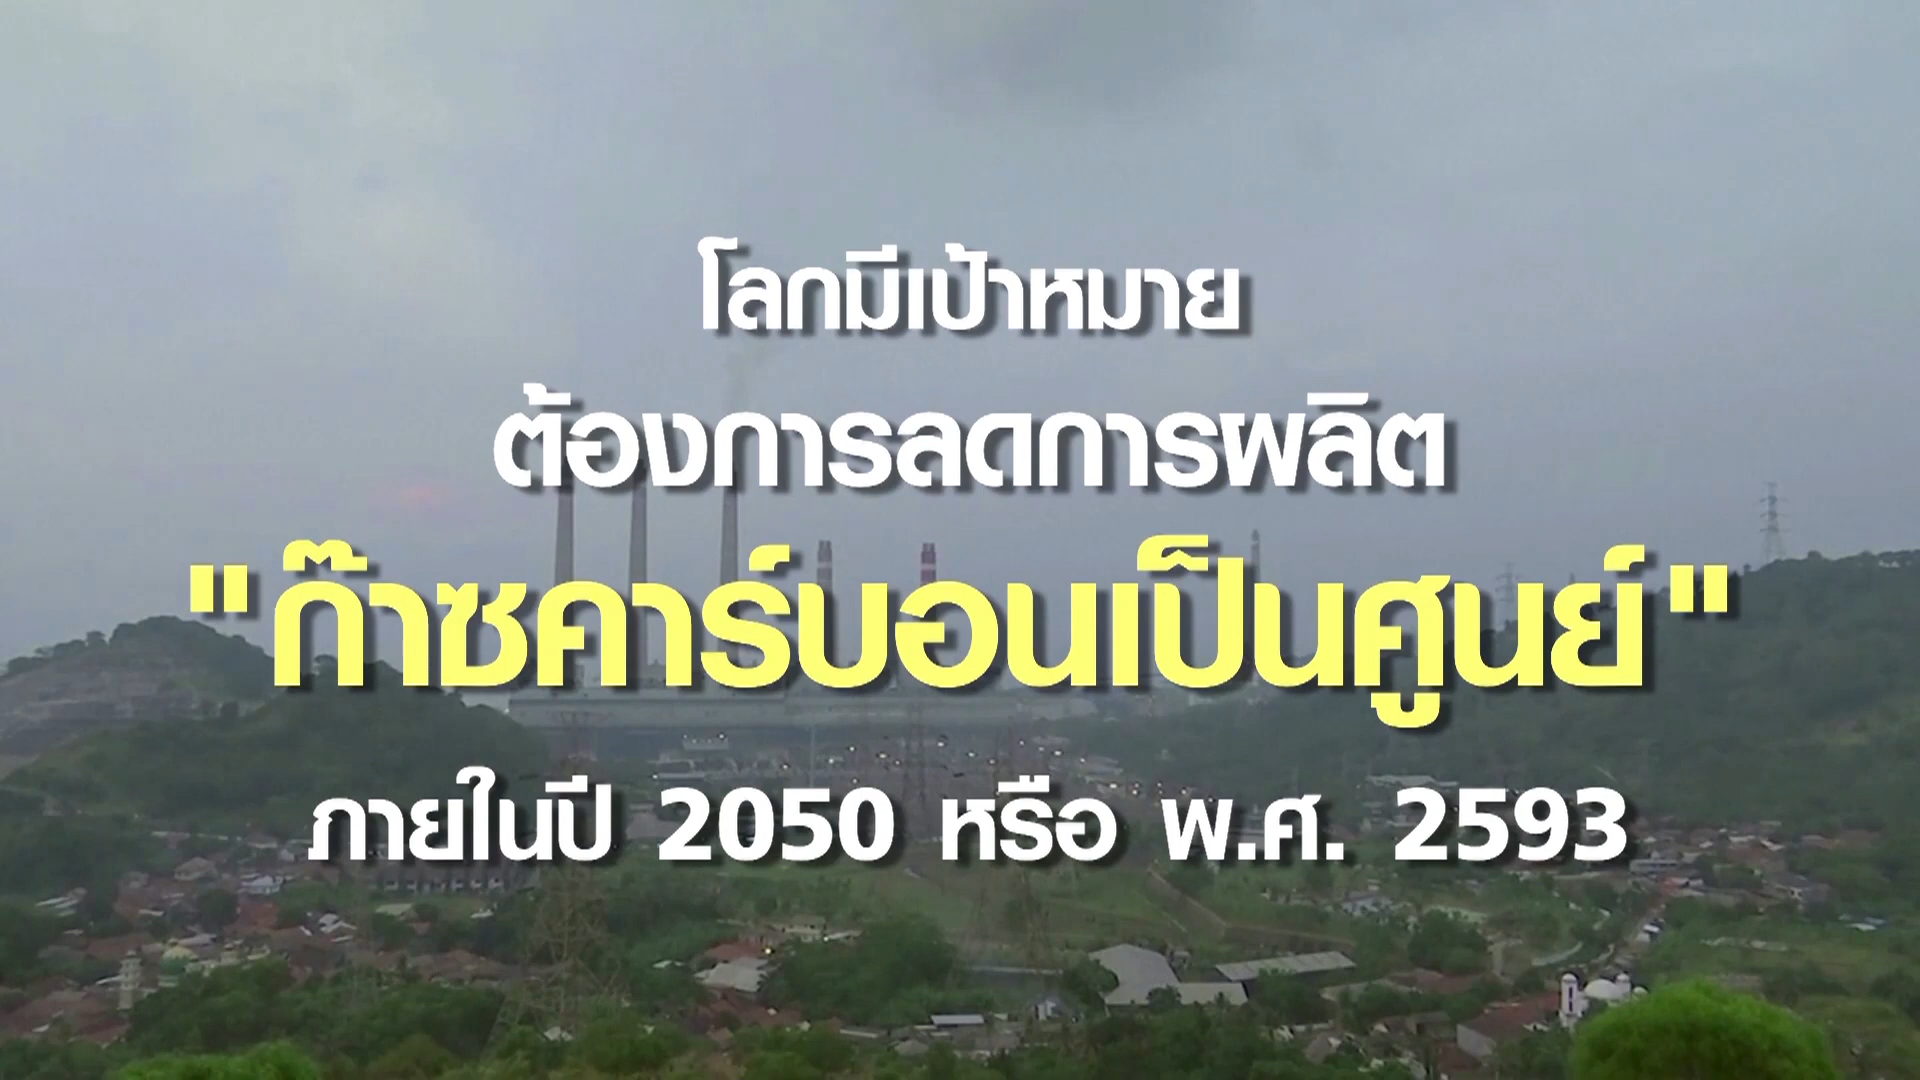 โลกมีเป้าหมาย
ต้องการลดการผลิต
"ก๊าซคาร์บอนเป็นศูนย์"
ภายในปี 2050 หรือ พ.ศ. 2593